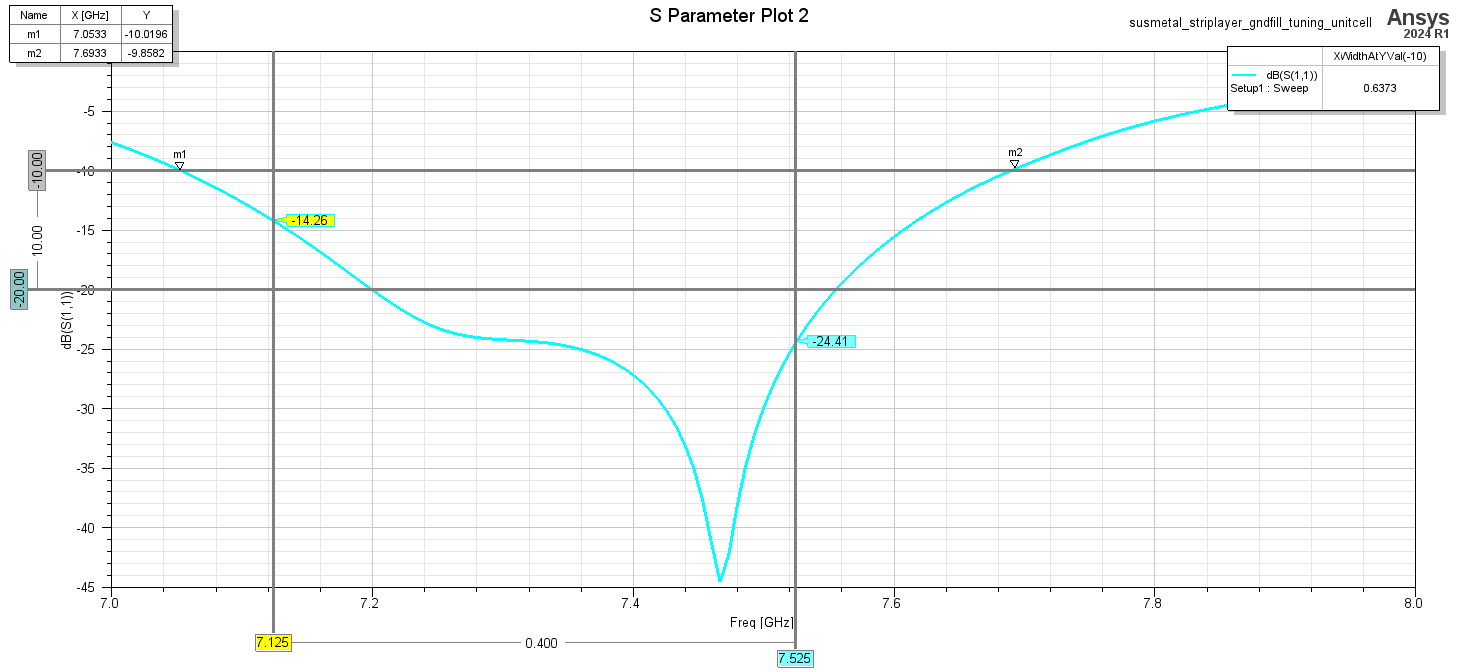 S Parameter Plot 2
susmetal_striplayer_gndfill_tuning_unitcell
Ansys
2024 R1
Name X [GHz] Y
m1 7.0533 -10.0196
m2 7.6933 -9.8582
XWidthAtYVal(-10)
dB(S(1,1))
Setup1 : Sweep
0.6373
-5
-10
-15
-20
-25
-30
-35
-40
-45
dB(S(1,1))
-10.00
10.00
-20.00
m1
m2
-14.26
-24.41
7.0
7.2
7.4
7.6
7.8
8.0
Freq [GHz]
7.125
0.400
7.525